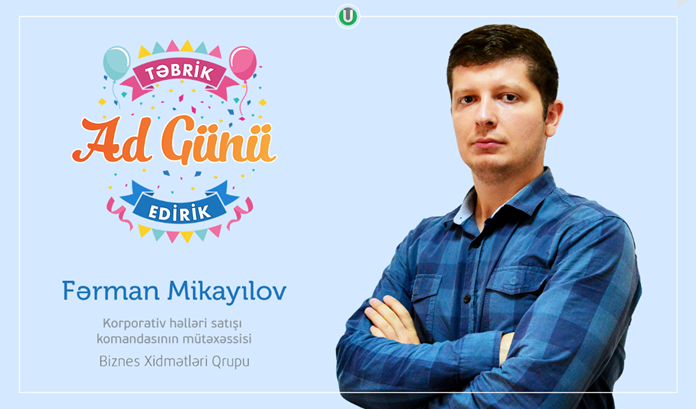 U
TƏBRİK
Ad Günü
EDİRİK
Fərman Mikayılov
Korporativ həlləri satışı
komandasının mütəxəssisi
Biznes Xidmətləri Qrupu